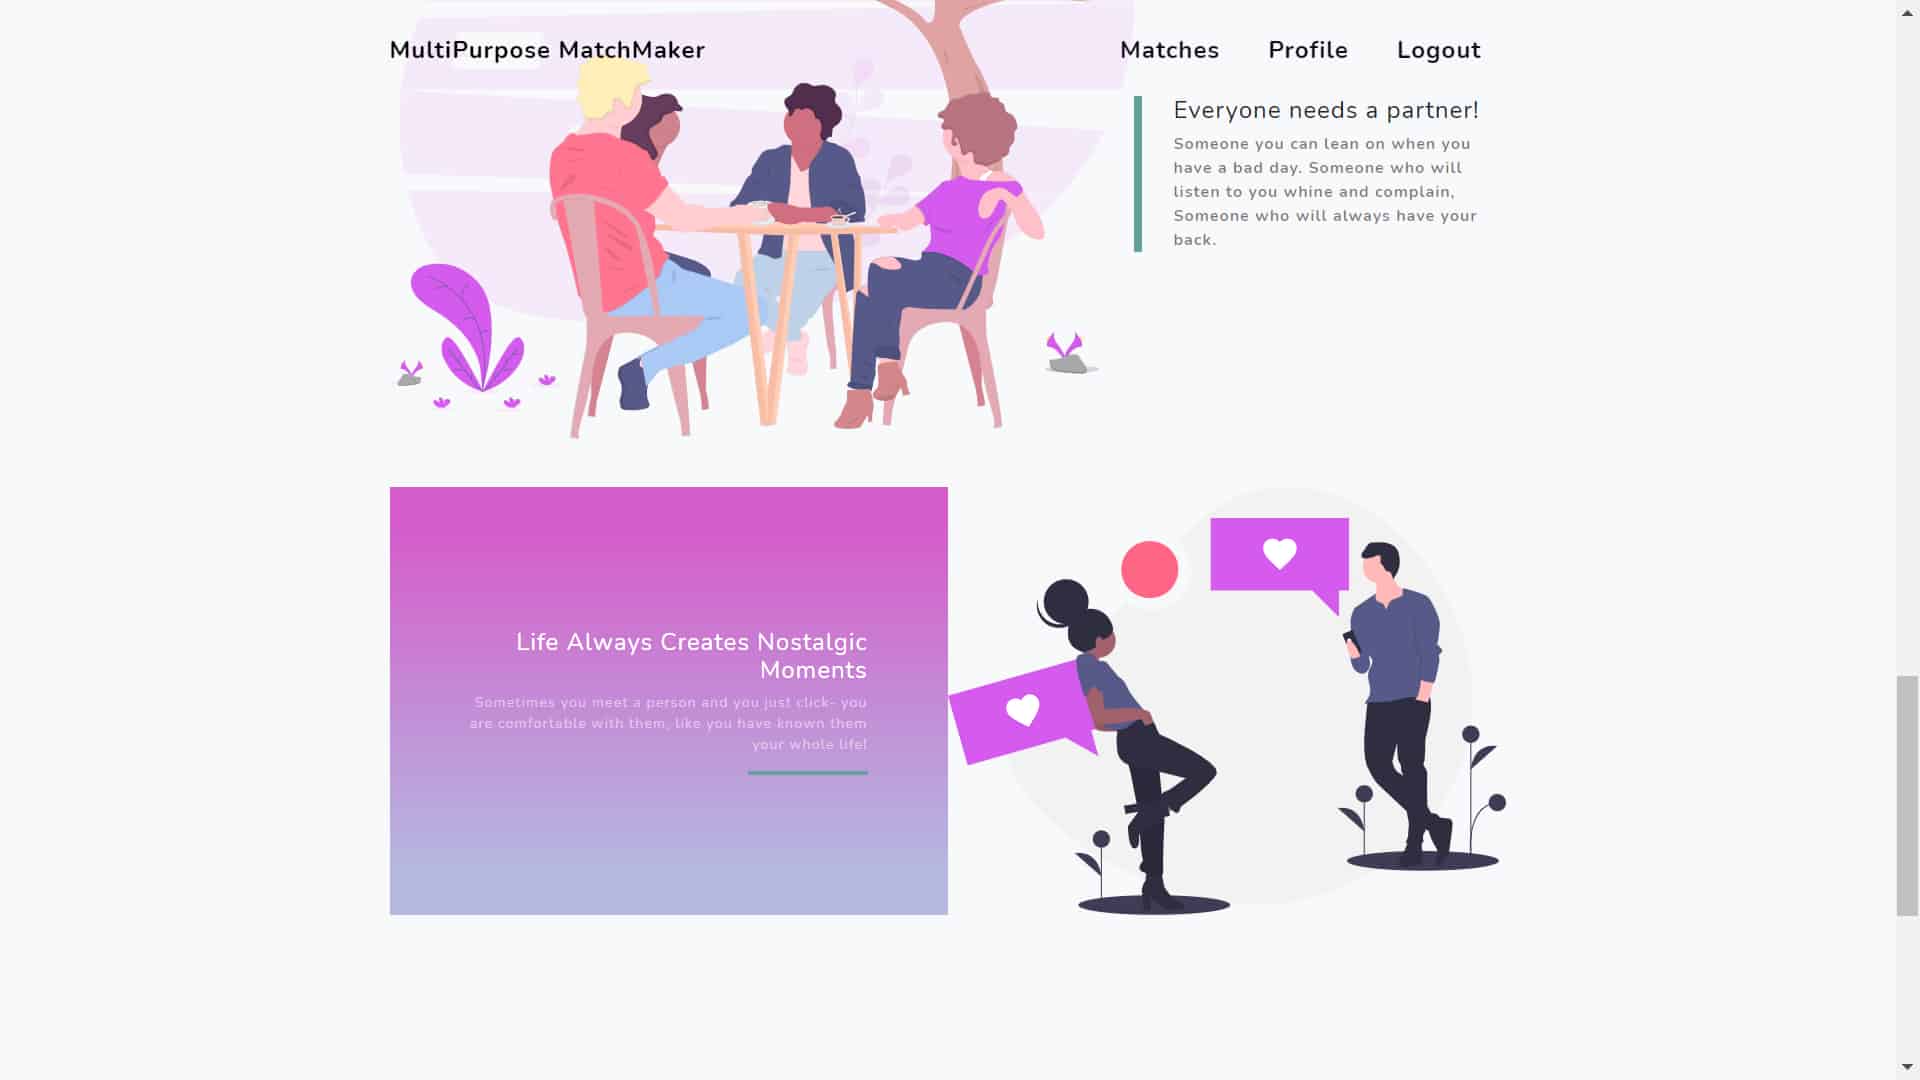 MultiPurpose MatchMaker
Matches Profile Logout
Everyone needs a partner!
Someone you can lean on when you
have a bad day. Someone who will
listen to you whine and complain,
Someone who will always have your
back.
Life Always Creates Nostalgic
Moments
Sometimes you meet a person and you just click- you
are comfortable with them, like you have known them
your whole life!